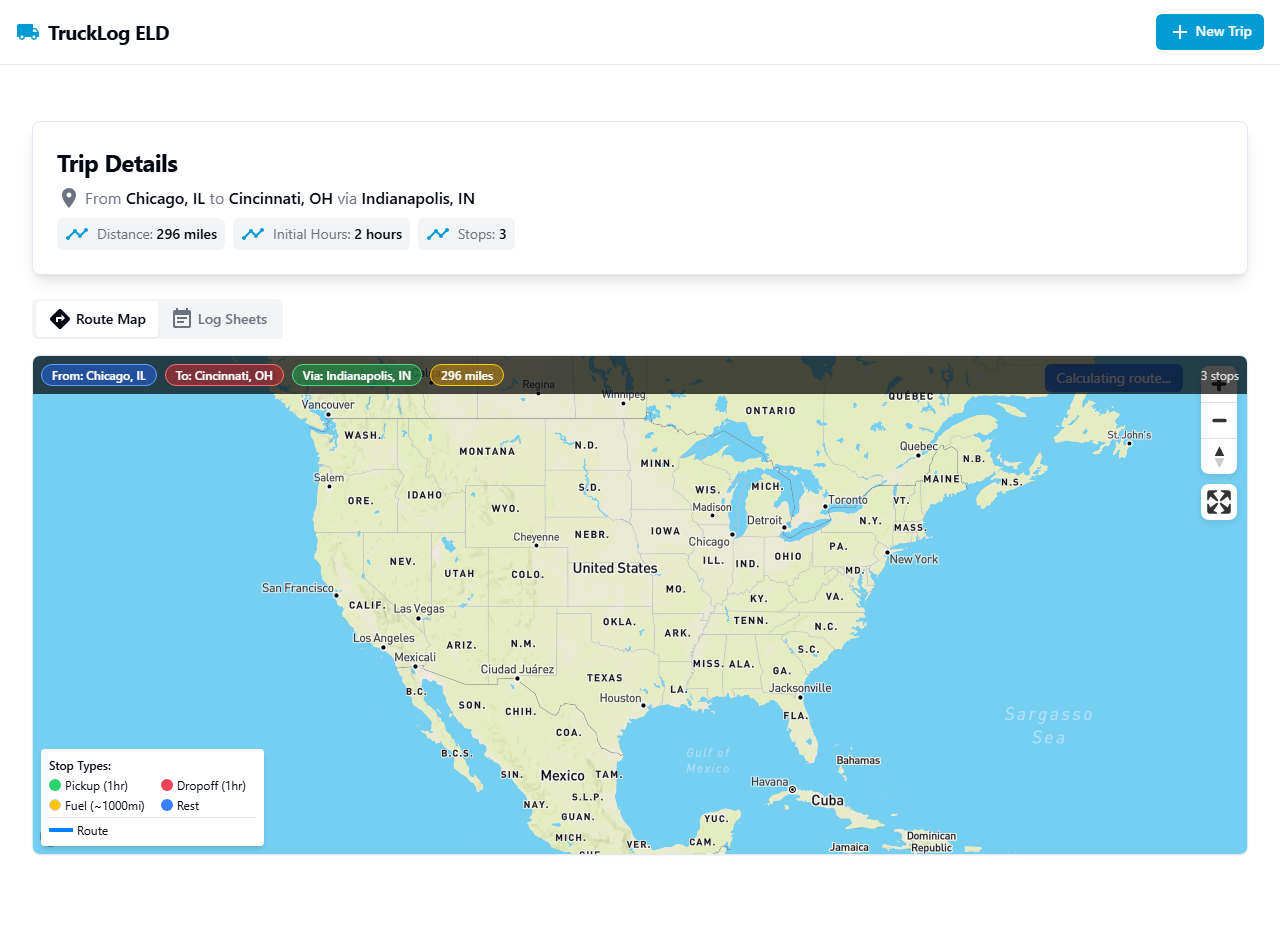 TruckLog ELD
New Trip
Trip Details
From Chicago, IL to Cincinnati, OH via Indianapolis, IN
Distance: 296 miles
Initial Hours: 2 hours
Stops: 3
Route Map
Log Sheets
From: Chicago, IL
To: Cincinnati, OH
Via: Indianapolis, IN
296 miles
Calculating route...
3 stops
Regina
Winnipeg
QUEBEC
Vancouver
ONTARIO
WASH.
MONTANA
N.D.
MINN.
Quebec
St. John's
N.B.
Salem
ORE.
IDAHO
WYO.
S.D.
WIS.
MICH.
Madison
Toronto
VT.
MAINE
N.S.
Cheyenne
NEBR.
IOWA
Detroit
N.Y.
MASS.
Chicago
NEV.
UTAH
COLO.
United States
ILL.
IND.
OHIO
PA.
New York
MD.
San Francisco
CALIF.
Las Vegas
MO.
KY.
VA.
Los Angeles
ARIZ.
N.M.
OKLA.
ARK.
TENN.
N.C.
Mexicali
Ciudad Juárez
TEXAS
MISS.
ALA.
GA.
S.C.
B.C.
SON.
CHIH.
Houston
LA.
Jacksonville
FLA.
COA.
Sargasso
Sea
B.C.S.
SIN.
Mexico
TAM.
Gulf of
Mexico
Bahamas
Havana
Cuba
NAY.
S.L.P.
GUAN.
MICH.
VER.
YUC.
CAM.
Jamaica
Dominican
Republic
Stop Types:
Pickup (1hr)
Dropoff (1hr)
Fuel (~1000mi)
Rest
Route